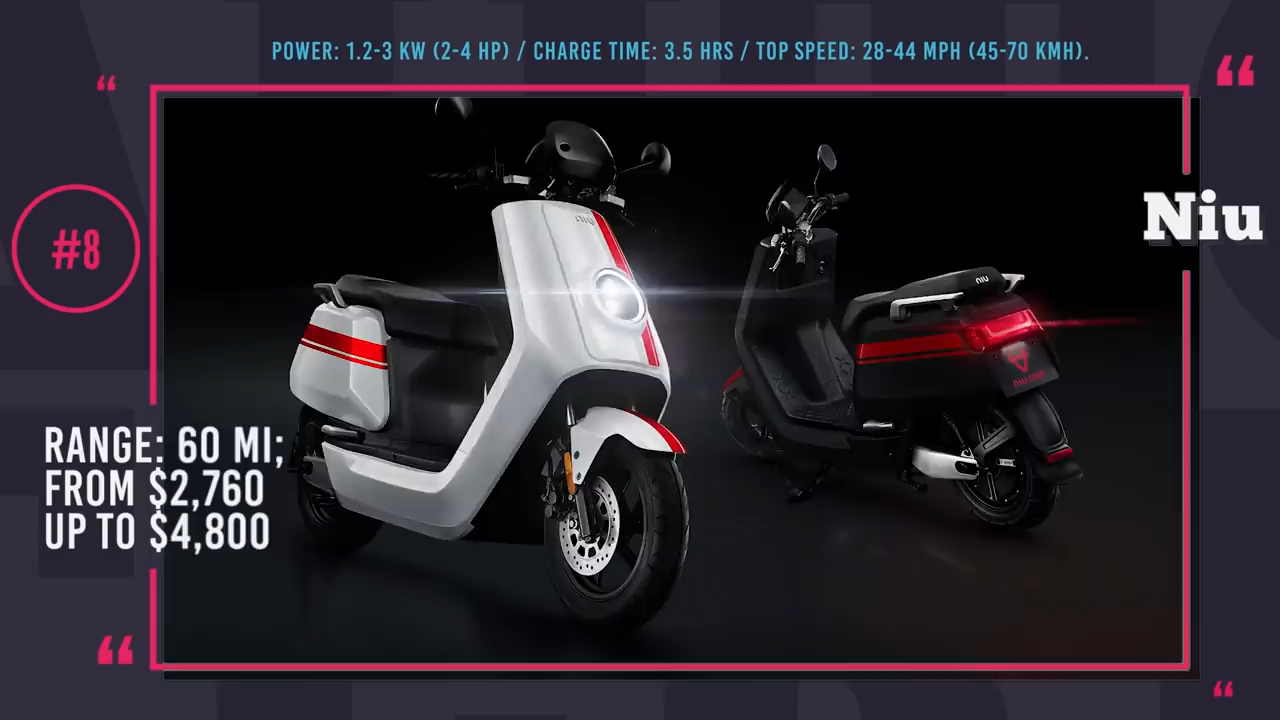 POWER: 1.2-3 KW (2-4 HP) / CHARGE TIME: 3.5 HRS / TOP SPEED: 28-44 MPH (45-70 KMH).
#8
Niu
niu
RANGE: 60 MI;
FROM $2,760
UP TO $4,800